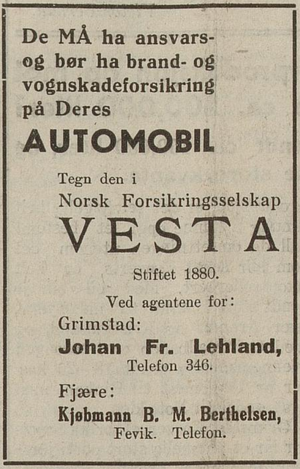 De MÅ ha ansvars-
og bør ha brand- og
vognskadeforsikring
på Deres
AUTOMOBIL
Tegn den i
Norsk Forsikringsselskap
VESTA
Stiftet 1880.
Ved agentene for:
Grimstad:
Johan Fr. Lehland,
Telefon 346.
Fjære:
Kjøbmann B. M. Berthelsen,
Fevik. Telefon.